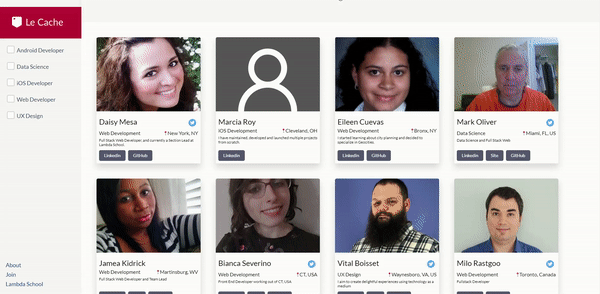 Le Cache
Android Developer
Data Science
iOS Developer
Web Developer
UX Design
About
Join
Lambda School
Daisy Mesa
Web Development
New York, NY
Full Stack Web Developer and currently a Section Lead at
Lambda School.
LinkedIn
GitHub
Marcia Roy
iOS Development
Cleveland, OH
I have maintained, developed and launched multiple projects
from scratch.
LinkedIn
Eileen Cuevas
Web Development
Bronx, NY
I started learning about city planning and decided to
specialize in Geocities.
LinkedIn
GitHub
Mark Oliver
Data Science
Miami, FL, US
Data Science and Full Stack Web
LinkedIn
Site
GitHub
Jamea Kidrick
Web Development
Martinsburg, WV
Full Stack Web Developer and Team Lead
Bianca Severino
Web Development
CT, USA
Front End Developer working out of CT, USA
Vital Boisset
UX Design
Waynesboro, VA, US
I aim to create delightful experiences using technology as a
medium.
Milo Rastgoo
Web Development
Toronto, Canada
Fullstack Developer